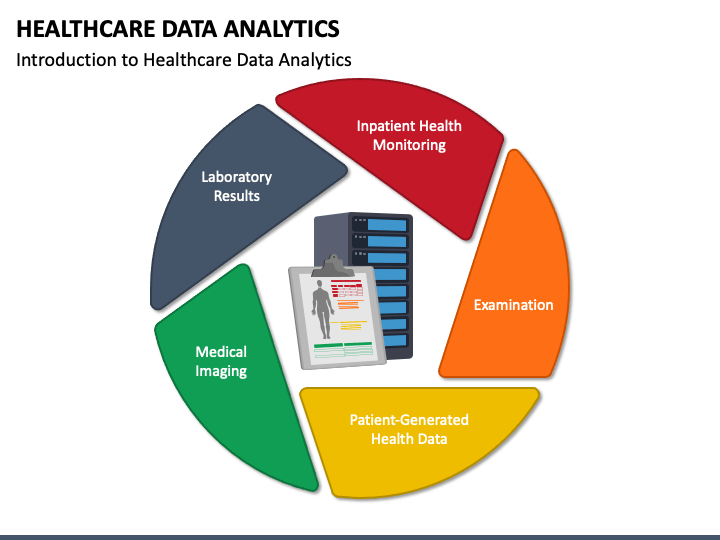 HEALTHCARE DATA ANALYTICS
Introduction to Healthcare Data Analytics
Inpatient Health
Monitoring
Laboratory
Results
Examination
Medical
Imaging
Patient-Generated
Health Data